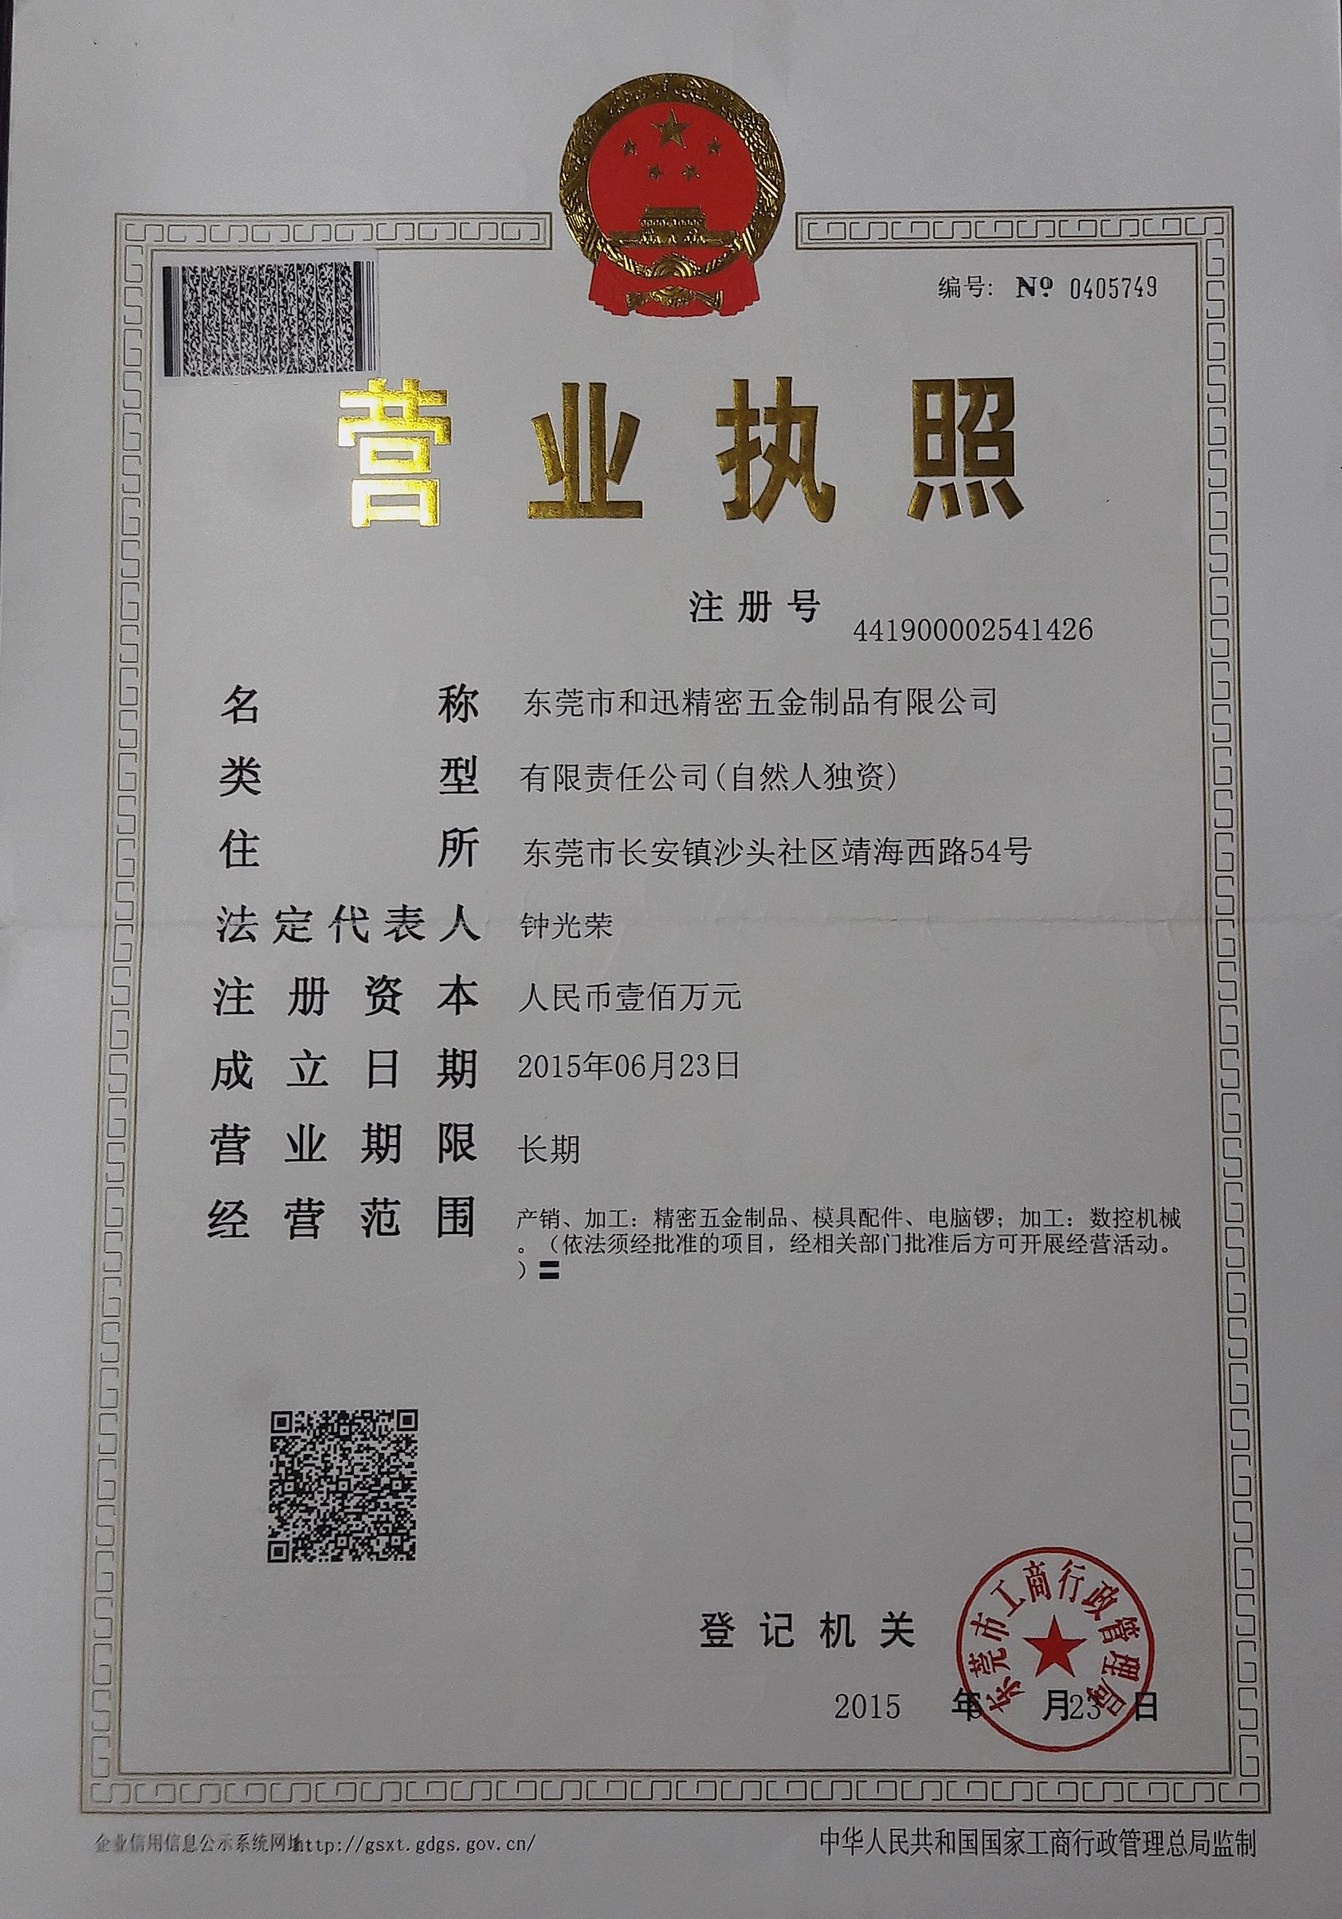 编号: Nº 0405749
营业执照
注册号 441900002541426
名称 东莞市和迅精密五金制品有限公司
类型 有限责任公司(自然人独资)
住所 东莞市长安镇沙头社区靖海西路54号
法定代表人 钟光荣
注册资本 人民币壹佰万元
成立日期 2015年06月23日
营业期限 长期
经营范围 产销、加工：精密五金制品、模具配件、电脑锣；加工：数控机械
。（依法须经批准的项目，经相关部门批准后方可开展经营活动。
）〓
东莞市工商行政管理局
登记机关
2015 年 月23 日
企业信用信息公示系统网址http://gsxt.gdgs.gov.cn/
中华人民共和国国家工商行政管理总局监制